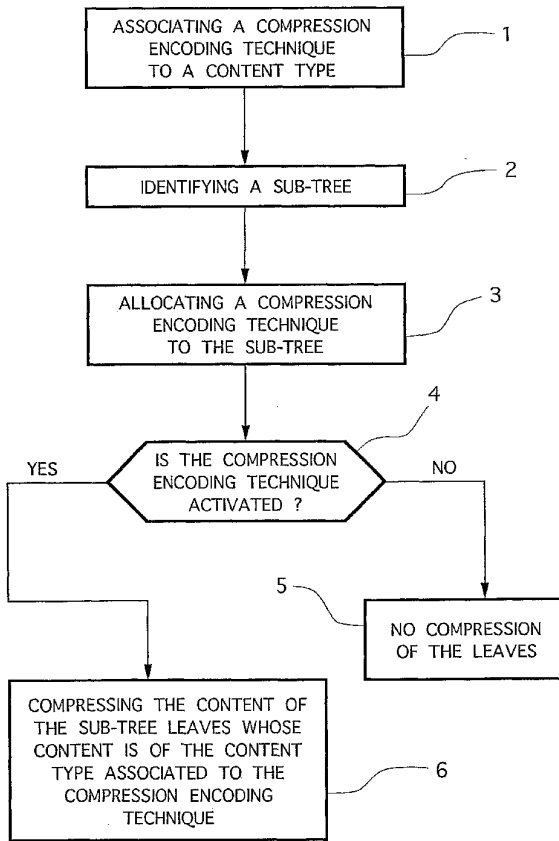 ASSOCIATING A COMPRESSION
ENCODING TECHNIQUE
TO A CONTENT TYPE
1
IDENTIFYING A SUB-TREE
2
ALLOCATING A COMPRESSION
ENCODING TECHNIQUE
TO THE SUB-TREE
3
4
IS THE COMPRESSION
ENCODING TECHNIQUE
ACTIVATED ?
YES
NO
5
NO COMPRESSION
OF THE LEAVES
COMPRESSING THE CONTENT OF
THE SUB-TREE LEAVES WHOSE
CONTENT IS OF THE CONTENT
TYPE ASSOCIATED TO THE
COMPRESSION ENCODING
TECHNIQUE
6